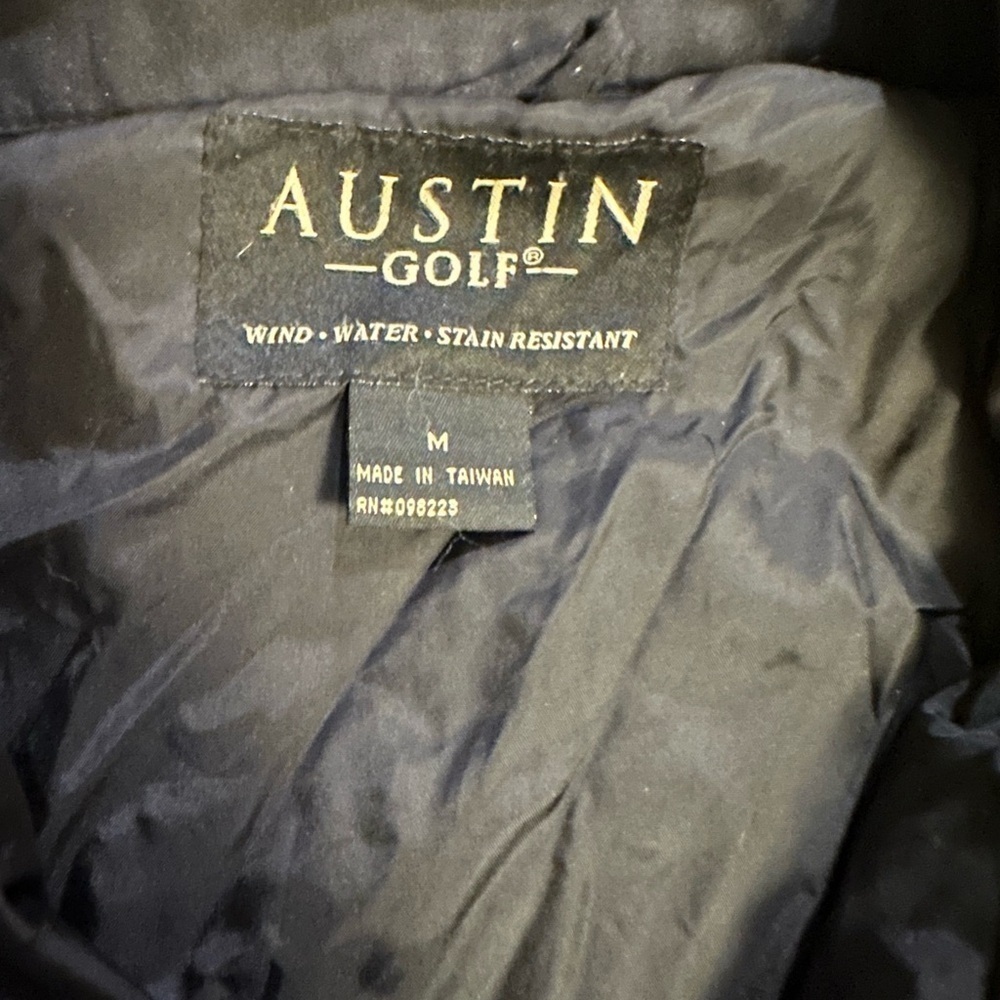 AUSTIN
GOLF®
WIND • WATER • STAIN RESISTANT
M
MADE IN TAIWAN
RN#098223